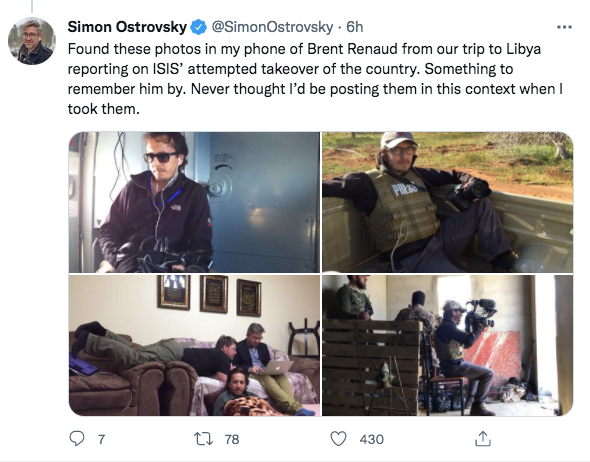 Simon Ostrovsky @SimonOstrovsky · 6h
Found these photos in my phone of Brent Renaud from our trip to Libya
reporting on ISIS’ attempted takeover of the country. Something to
remember him by. Never thought I’d be posting them in this context when I
took them.
PRESS
7 78 430